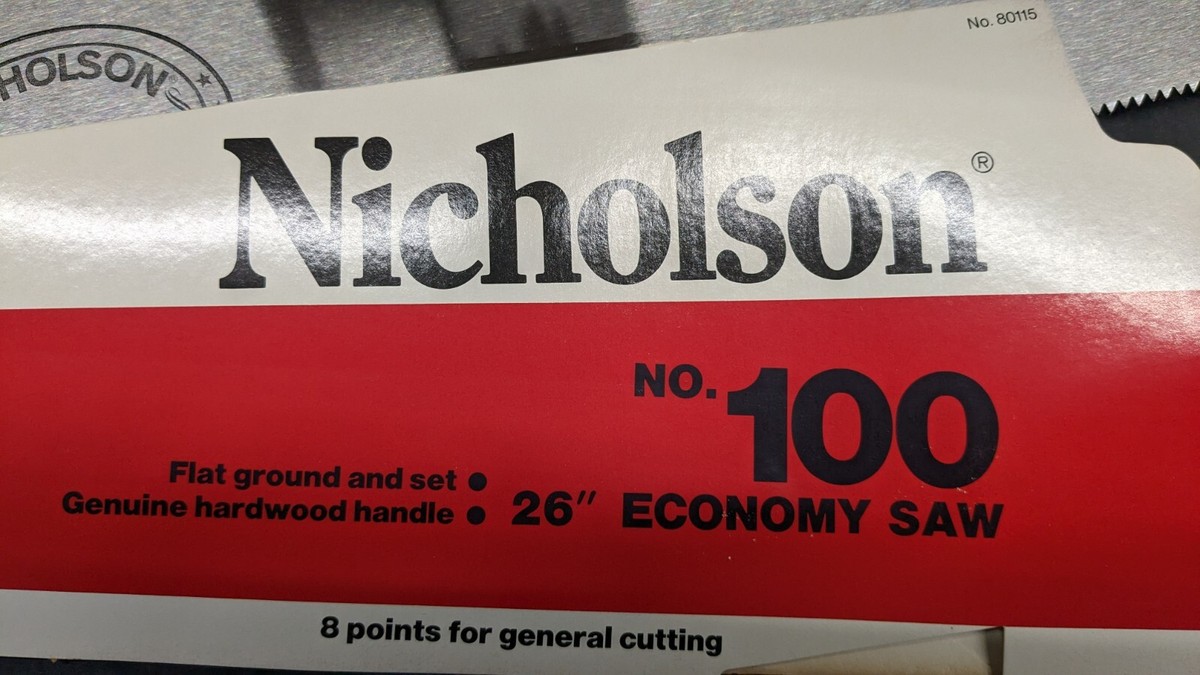 No. 80115
HOLSON
Nicholson®
NO. 100
Flat ground and set ●
Genuine hardwood handle ● 26" ECONOMY SAW
8 points for general cutting